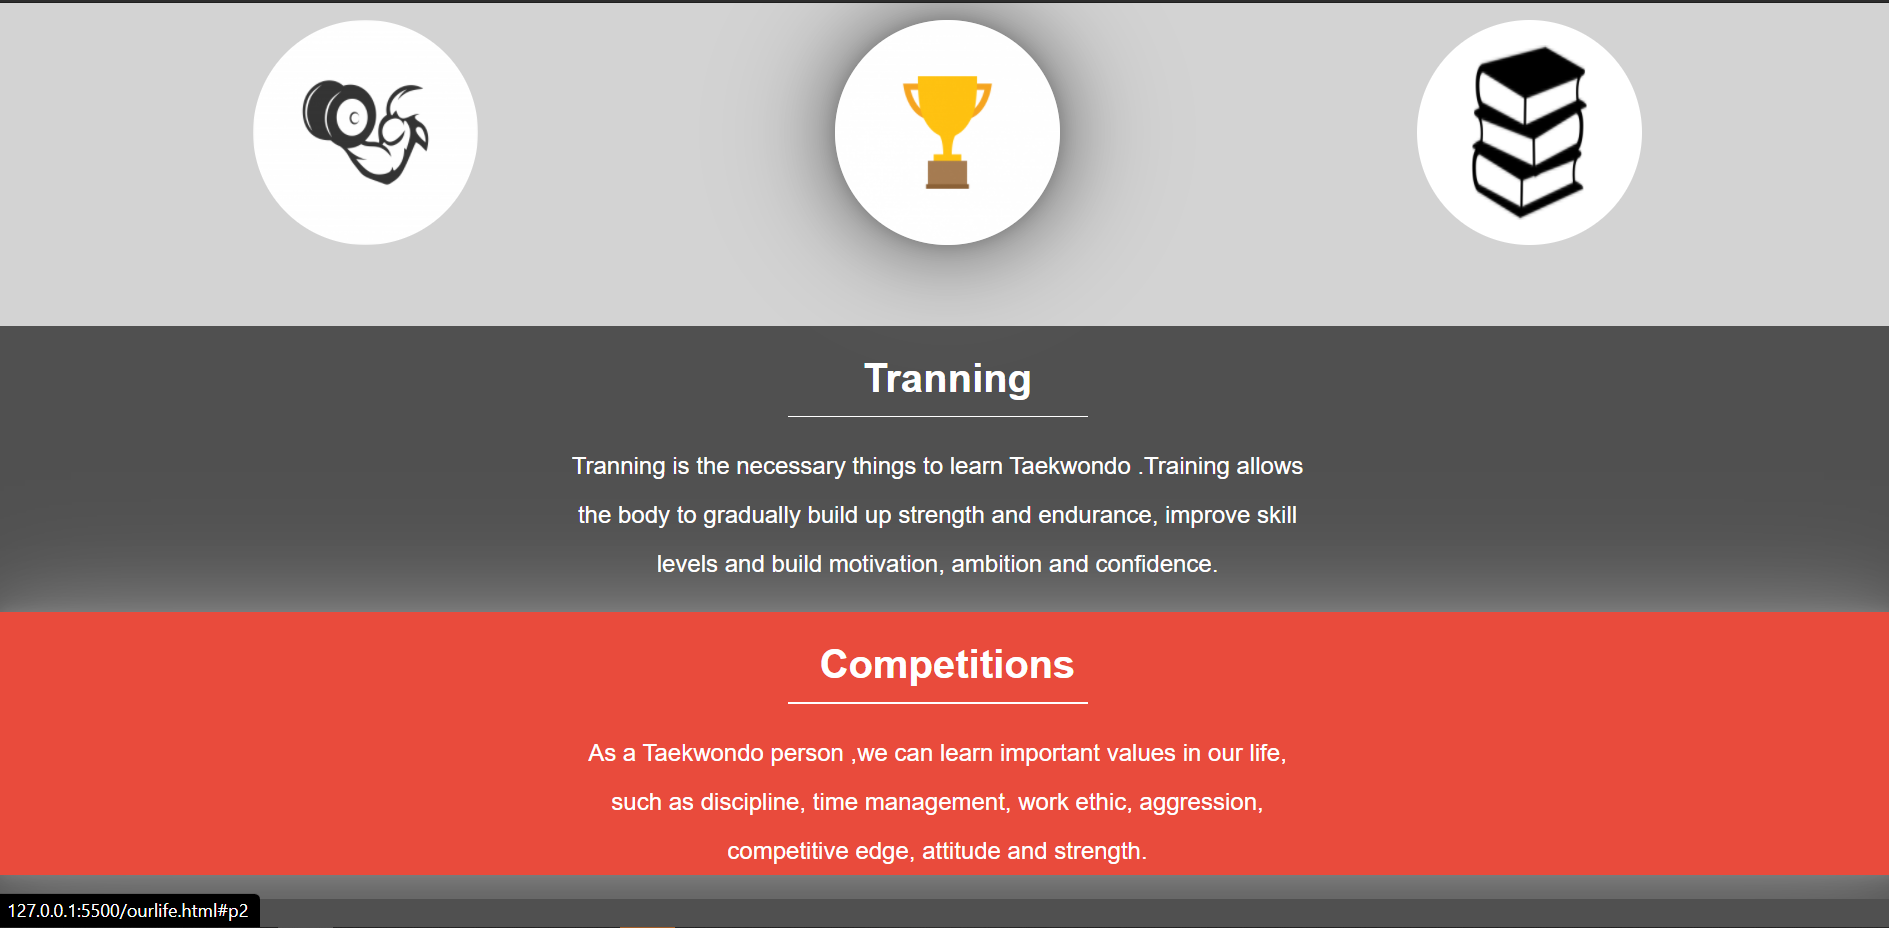 Tranning
Tranning is the necessary things to learn Taekwondo .Training allows
the body to gradually build up strength and endurance, improve skill
levels and build motivation, ambition and confidence.
Competitions
As a Taekwondo person ,we can learn important values in our life,
such as discipline, time management, work ethic, aggression,
competitive edge, attitude and strength.
127.0.0.1:5500/ourlife.html#p2